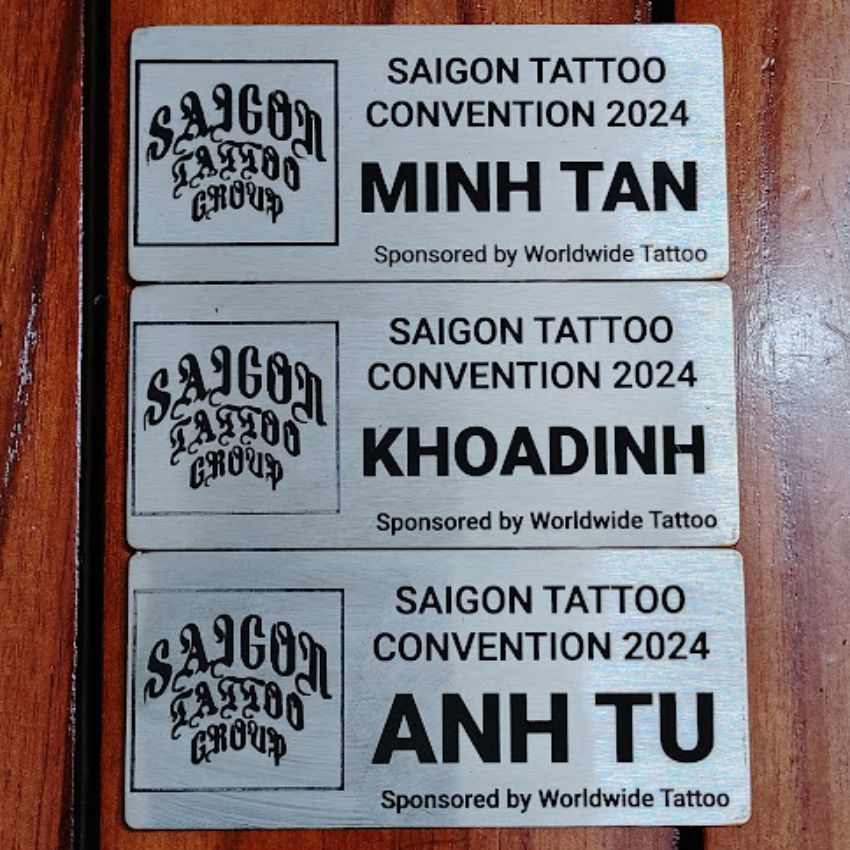 SAIGON
TATTOO
GROUP
SAIGON TATTOO
CONVENTION 2024
MINH TAN
Sponsored by Worldwide Tattoo
SAIGON
TATTOO
GROUP
SAIGON TATTOO
CONVENTION 2024
KHOADINH
Sponsored by Worldwide Tattoo
SAIGON
TATTOO
GROUP
SAIGON TATTOO
CONVENTION 2024
ANH TU
Sponsored by Worldwide Tattoo